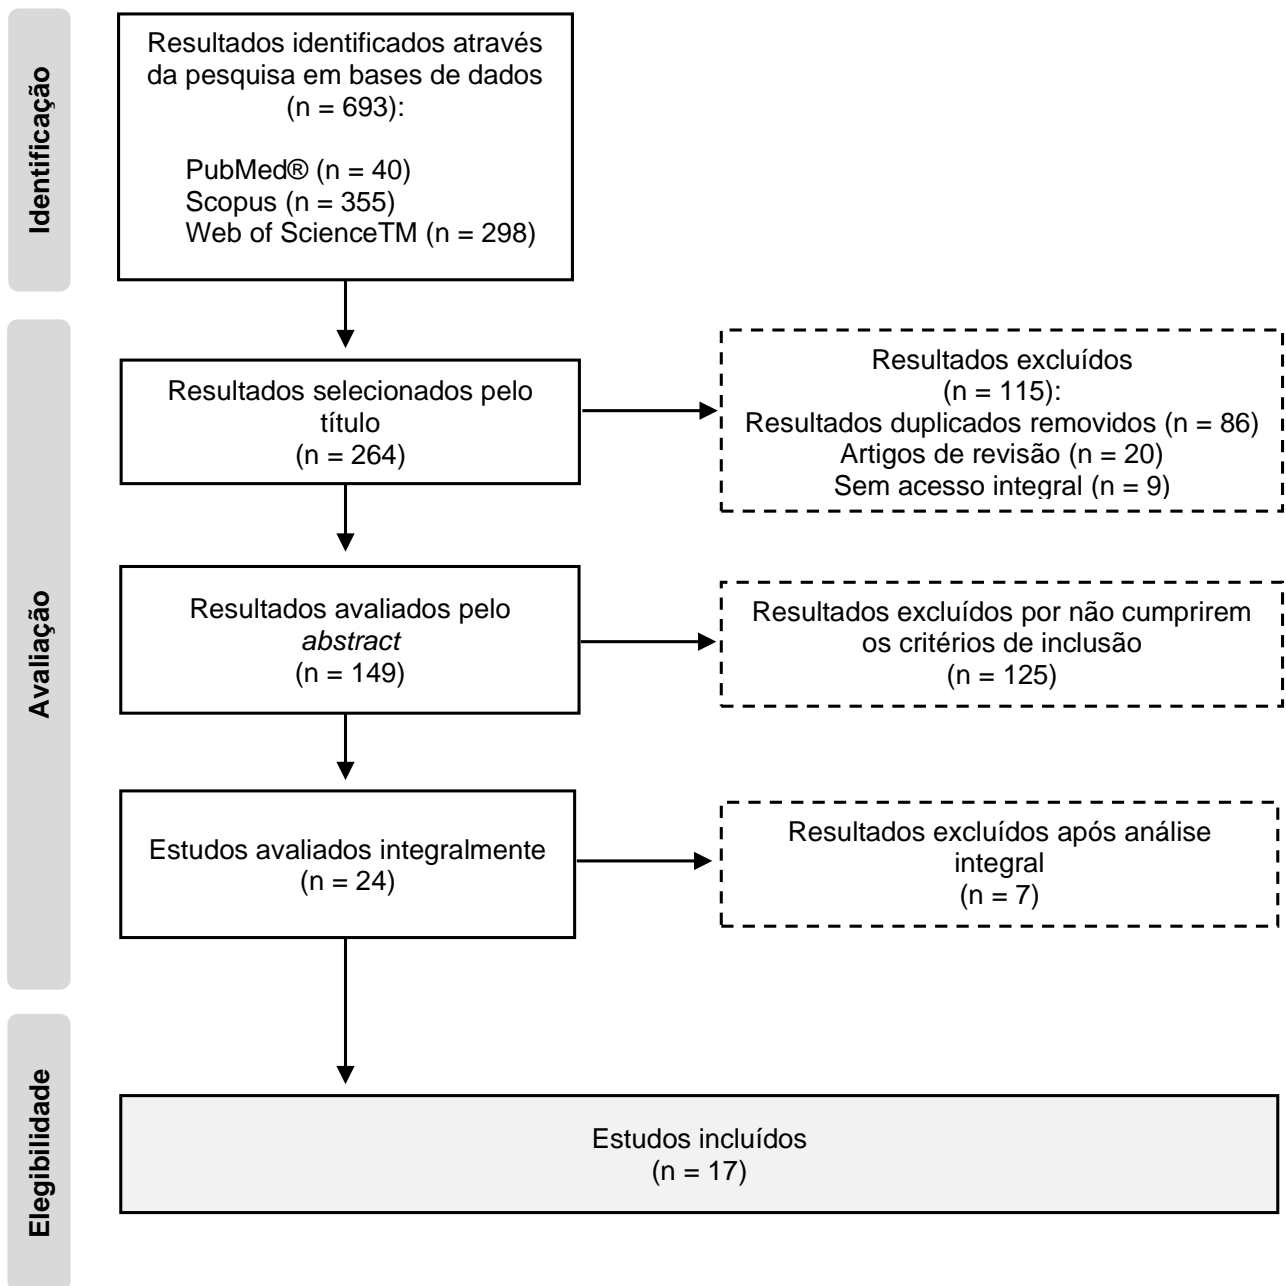 Identificação
Resultados identificados através
da pesquisa em bases de dados
(n = 693):
PubMed® (n = 40)
Scopus (n = 355)
Web of ScienceTM (n = 298)
Avaliação
Resultados selecionados pelo
título
(n = 264)
Resultados excluídos
(n = 115):
Resultados duplicados removidos (n = 86)
Artigos de revisão (n = 20)
Sem acesso integral (n = 9)
Resultados avaliados pelo
abstract
(n = 149)
Resultados excluídos por não cumprirem
os critérios de inclusão
(n = 125)
Estudos avaliados integralmente
(n = 24)
Resultados excluídos após análise
integral
(n = 7)
Elegibilidade
Estudos incluídos
(n = 17)